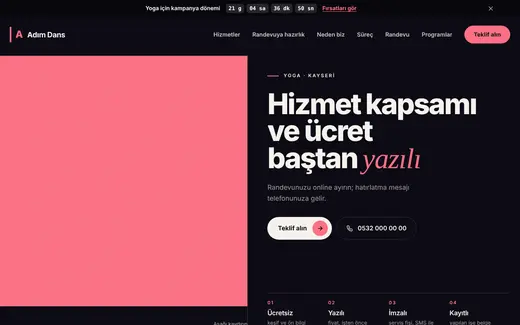 Yoga için kampanya dönemi 21 g 04 sa 36 dk 50 sn Fırsatları gör ×
A Adım Dans Hizmetler Randevuya hazırlık Neden biz Süreç Randevu Programlar Teklif alın
YOGA · KAYSERİ
Hizmet kapsamı
ve ücret
baştan yazılı
Randevunuzu online ayırın; hatırlatma mesajı
telefonunuza gelir.
Teklif alın → 0532 000 00 00
01 02 03 04
Ücretsiz Yazılı İmzalı Kayıtlı